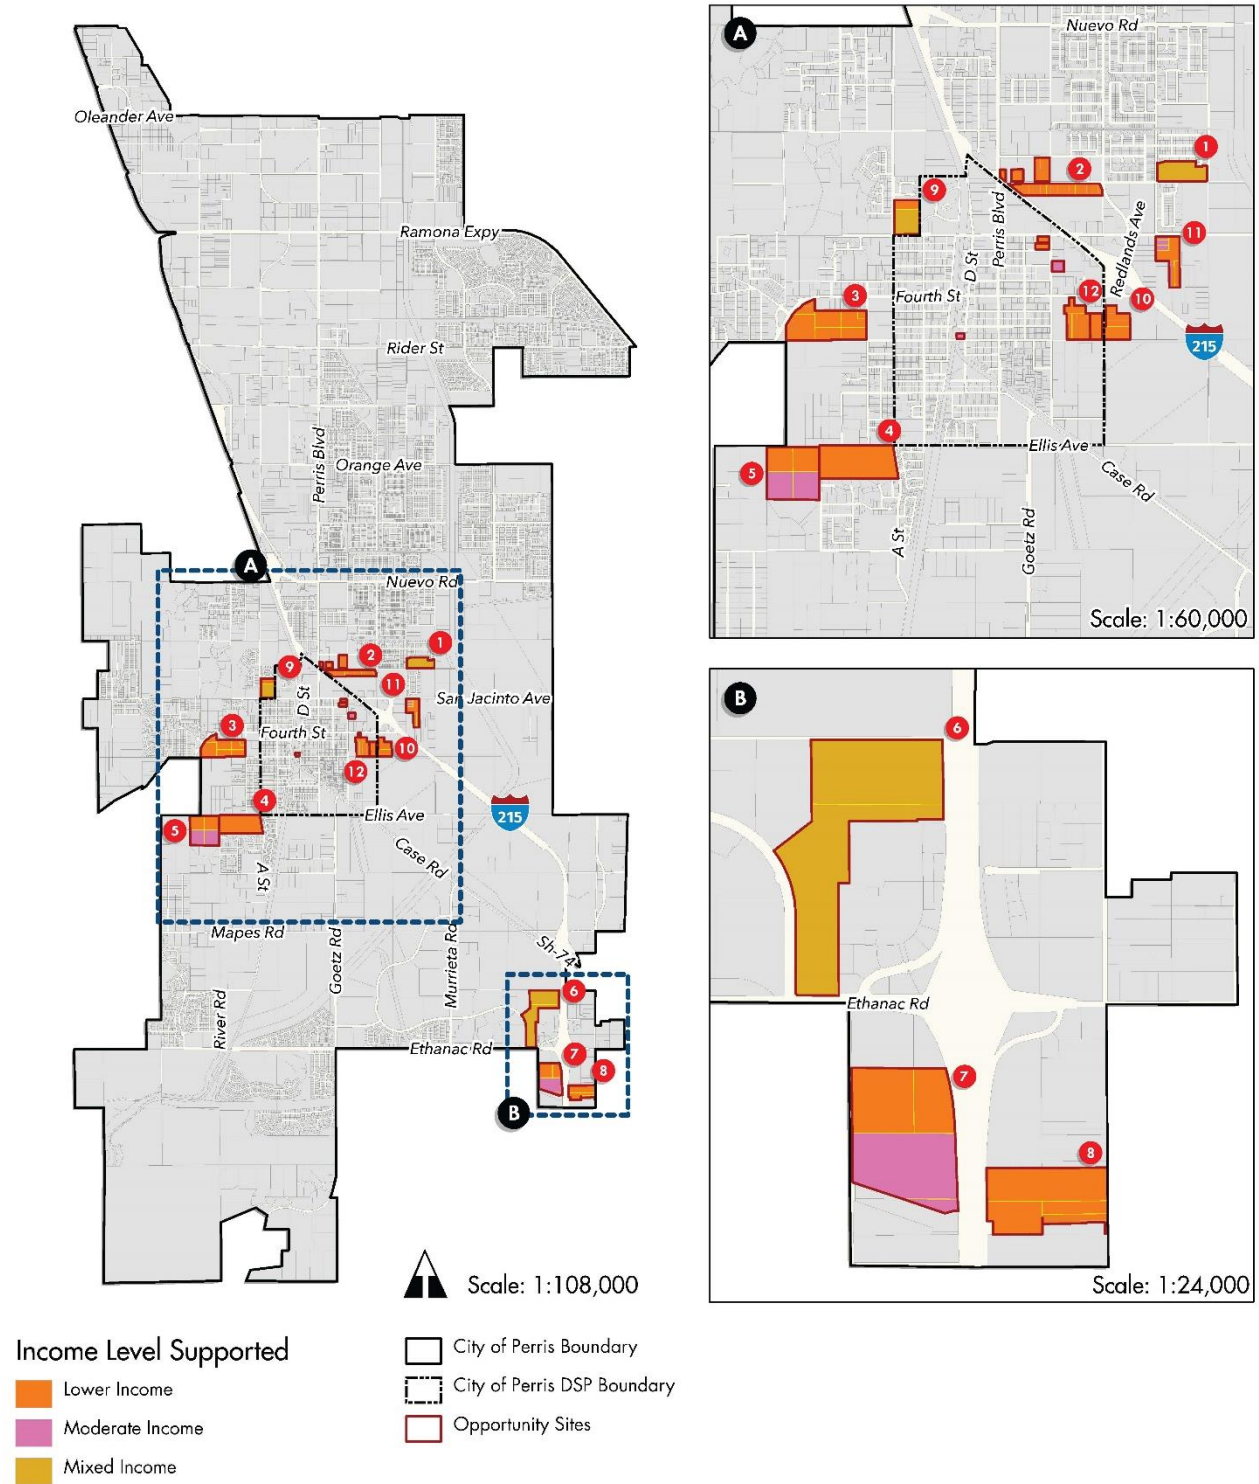 Oleander Ave
Ramona Expy
Rider St
Perris Blvd
Orange Ave
A
Nuevo Rd
1
2
9
11
D St
San Jacinto Ave
3
Fourth St
10
12
4
Ellis Ave
215
5
Case Rd
A St
Mapes Rd
Goetz Rd
Murrieta Rd
Sh-74
River Rd
6
Ethanac Rd
7
8
B
Scale: 1:108,000
A
Nuevo Rd
1
2
9
Perris Blvd
Redlands Ave
11
D St
3
Fourth St
12
10
215
4
Ellis Ave
5
Case Rd
A St
Goetz Rd
Scale: 1:60,000
B
6
Ethanac Rd
7
8
Scale: 1:24,000
Income Level Supported
Lower Income
Moderate Income
Mixed Income
City of Perris Boundary
City of Perris DSP Boundary
Opportunity Sites